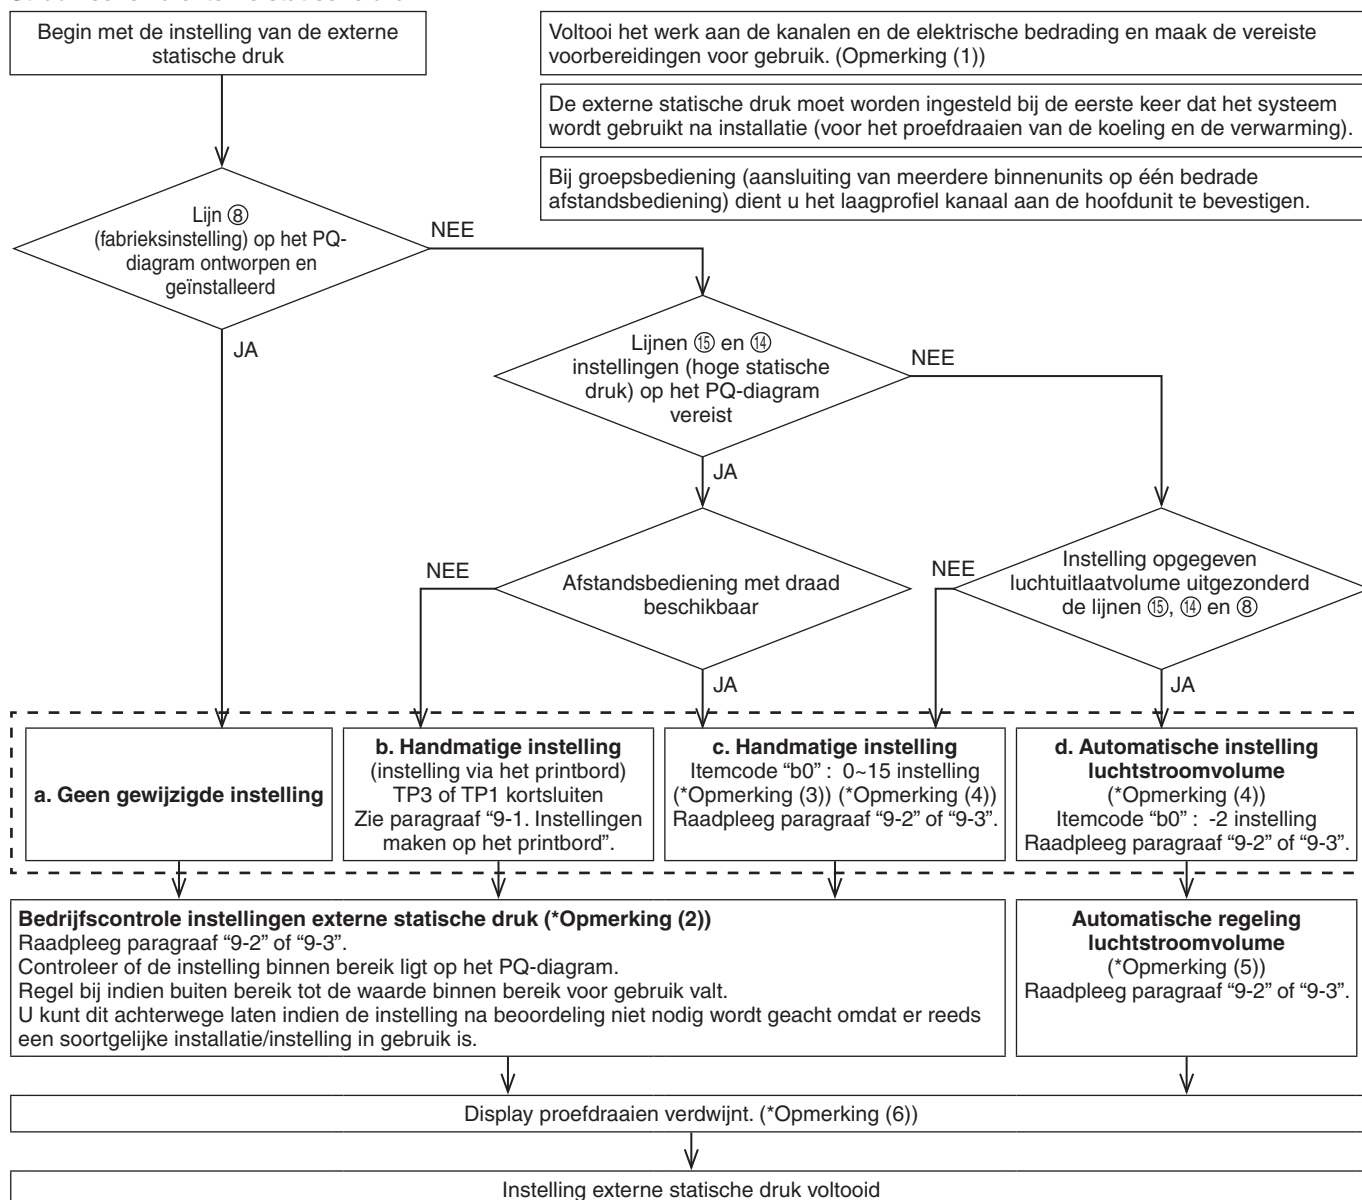 Begin met de instelling van de externe
statische druk
Voltooi het werk aan de kanalen en de elektrische bedrading en maak de vereiste
voorbereidingen voor gebruik. (Opmerking (1))
De externe statische druk moet worden ingesteld bij de eerste keer dat het systeem
wordt gebruikt na installatie (voor het proefdraaien van de koeling en de verwarming).
Bij groepsbediening (aansluiting van meerdere binnenunits op één bedrade
afstandsbediening) dient u het laagprofiel kanaal aan de hoofdunit te bevestigen.
Lijn ⑧
(fabrieksinstelling) op het PQ-
diagram ontworpen en
geïnstalleerd
NEE
JA
Lijnen ⑮ en ⑭
instellingen (hoge statische
druk) op het PQ-diagram
vereist
NEE
JA
Afstandsbediening met draad
beschikbaar
NEE
JA
Instelling opgegeven
luchtuitlaatvolume uitgezonderd
de lijnen ⑮, ⑭ en ⑧
NEE
JA
a. Geen gewijzigde instelling
b. Handmatige instelling
(instelling via het printbord)
TP3 of TP1 kortsluiten
Zie paragraaf “9-1. Instellingen
maken op het printbord”.
c. Handmatige instelling
Itemcode “b0” : 0~15 instelling
(*Opmerking (3)) (*Opmerking (4))
Raadpleeg paragraaf “9-2” of “9-3”.
d. Automatische instelling
luchtstroomvolume
(*Opmerking (4))
Itemcode “b0” : -2 instelling
Raadpleeg paragraaf “9-2” of “9-3”.
Bedrijfscontrole instellingen externe statische druk (*Opmerking (2))
Raadpleeg paragraaf “9-2” of “9-3”.
Controleer of de instelling binnen bereik ligt op het PQ-diagram.
Regel bij indien buiten bereik tot de waarde binnen bereik voor gebruik valt.
U kunt dit achterwege laten indien de instelling na beoordeling niet nodig wordt geacht omdat er reeds
een soortgelijke installatie/instelling in gebruik is.
Automatische regeling
luchtstroomvolume
(*Opmerking (5))
Raadpleeg paragraaf “9-2” of “9-3”.
Display proefdraaien verdwijnt. (*Opmerking (6))
Instelling externe statische druk voltooid